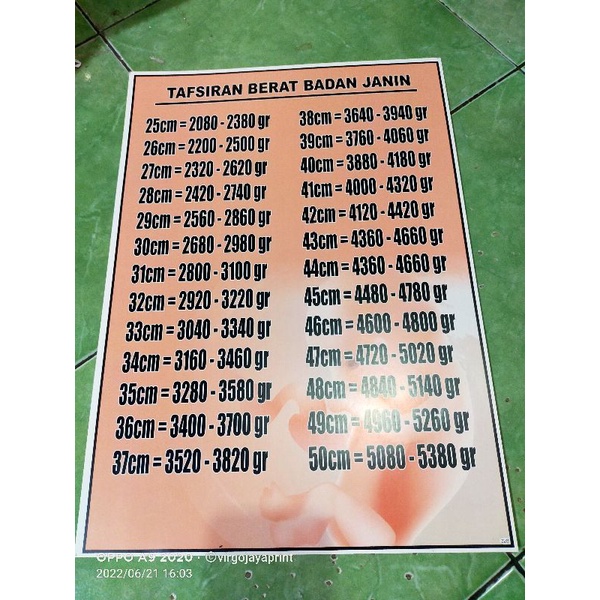 TAFSIRAN BERAT BADAN JANIN
25cm = 2080 - 2380 gr
26cm = 2200 - 2500 gr
27cm = 2320 - 2620 gr
28cm = 2420 - 2740 gr
29cm = 2560 - 2860 gr
30cm = 2680 - 2980 gr
31cm = 2800 - 3100 gr
32cm = 2920 - 3220 gr
33cm = 3040 - 3340 gr
34cm = 3160 - 3460 gr
35cm = 3280 - 3580 gr
36cm = 3400 - 3700 gr
37cm = 3520 - 3820 gr
38cm = 3640 - 3940 gr
39cm = 3760 - 4060 gr
40cm = 3880 - 4180 gr
41cm = 4000 - 4320 gr
42cm = 4120 - 4420 gr
43cm = 4360 - 4660 gr
44cm = 4360 - 4660 gr
45cm = 4480 - 4780 gr
46cm = 4600 - 4800 gr
47cm = 4720 - 5020 gr
48cm = 4840 - 5140 gr
49cm = 4960 - 5260 gr
50cm = 5080 - 5380 gr
OPPO A9 2020 · ©virgojayaprint
2022/06/21 16:03